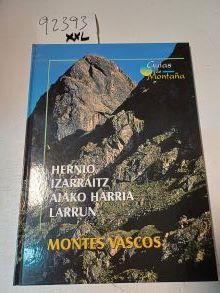 92393
XXL
Guías
de
Montaña
HERNIO
IZARRAITZ
AIAKO HARRIA
LARRUN
MONTES VASCOS